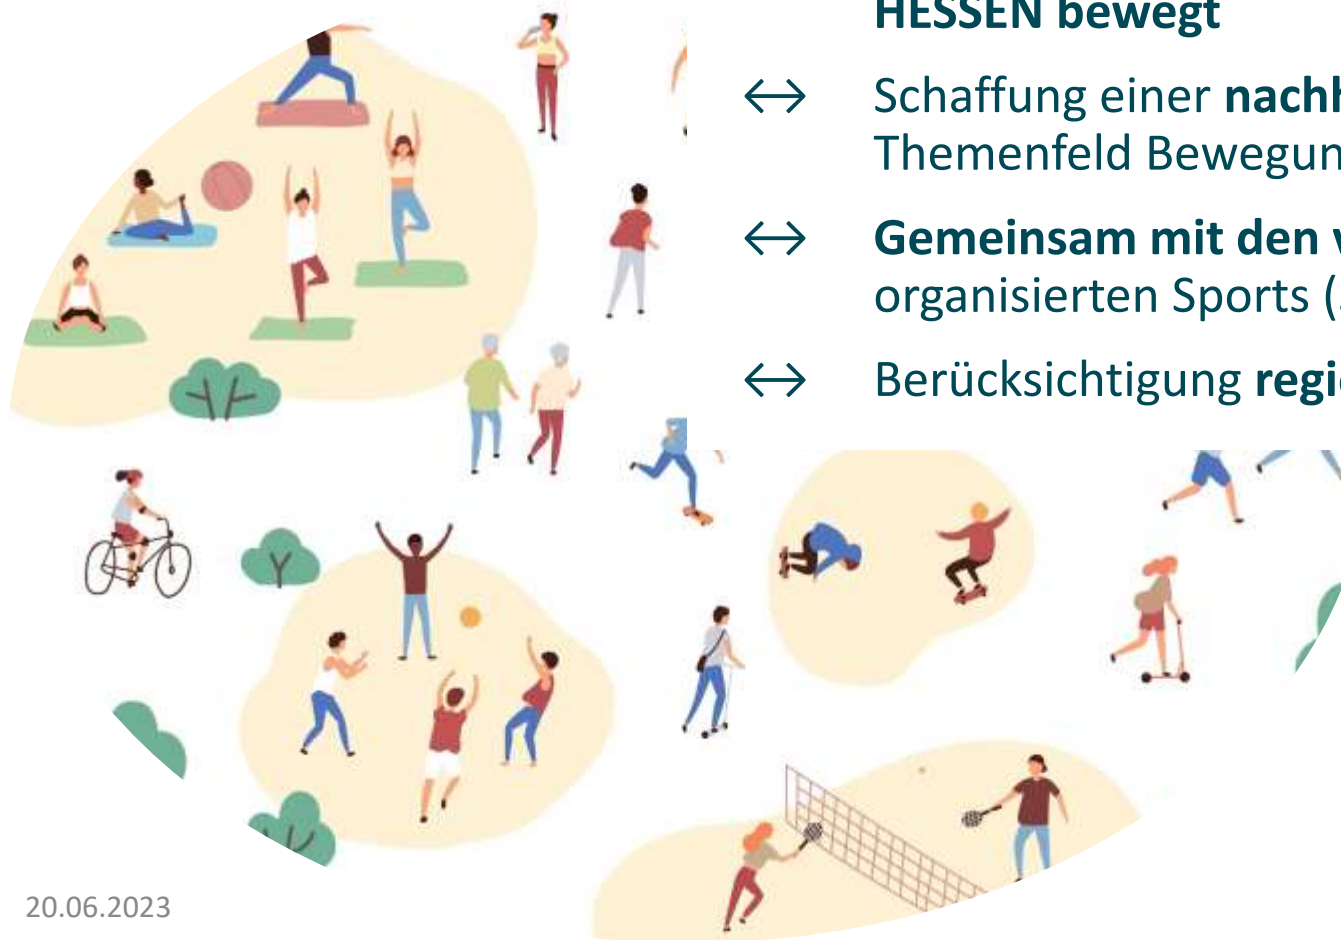 HESSEN bewegt
↔ Schaffung einer
Themenfeld
↔ Gemeinsam mit den
organisierten Sports (
↔ Berücksichtigung
20.06.2023